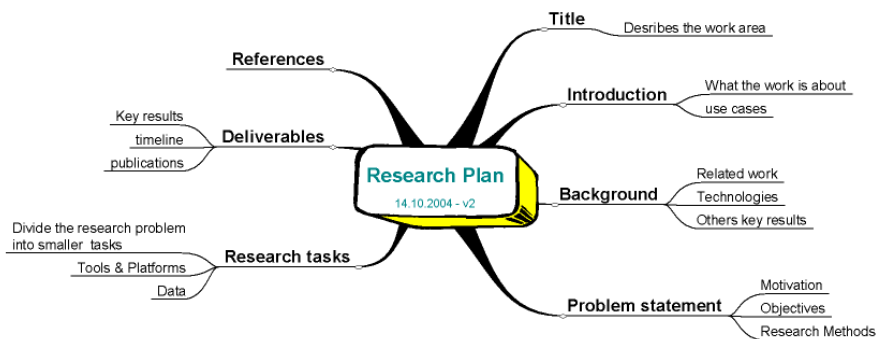 Research Plan
14.10.2004 - v2
Title
Desribes the work area
Introduction
What the work is about
use cases
Background
Related work
Technologies
Others key results
Problem statement
Motivation
Objectives
Research Methods
References
Deliverables
Key results
timeline
publications
Research tasks
Divide the research problem
into smaller tasks
Tools & Platforms
Data